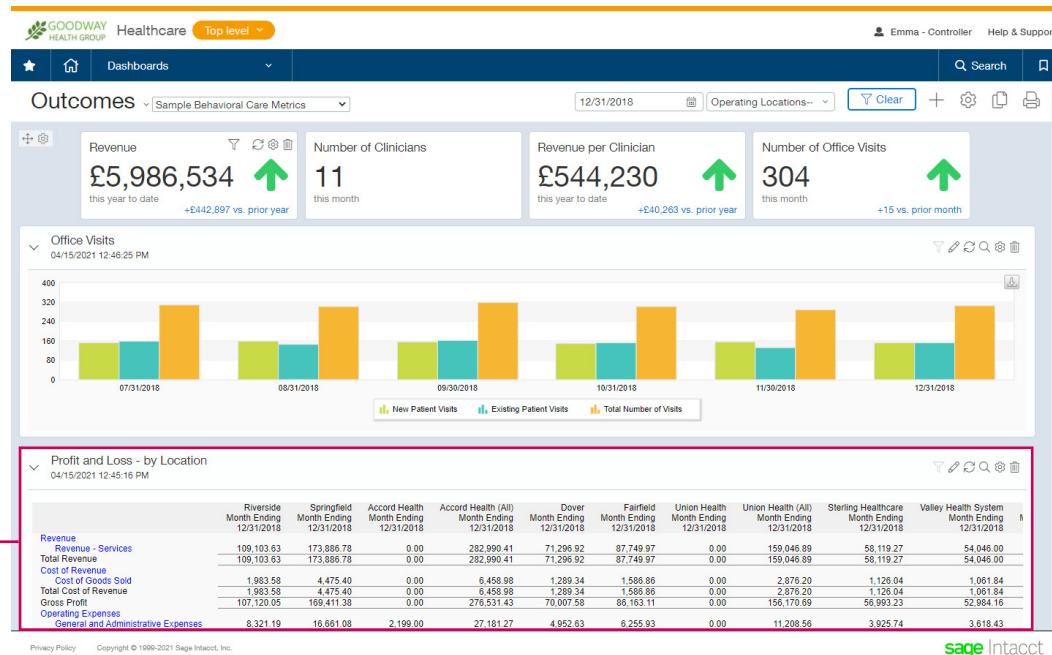 GOODWAY
HEALTH GROUP
Healthcare
Top level
Emma - Controller Help & Suppor
Dashboards
Search
Outcomes
Sample Behavioral Care Metrics
12/31/2018
Operating Locations--
Clear
Revenue
£5,986,534
this year to date
+£442,897 vs. prior year
Number of Clinicians
11
this month
Revenue per Clinician
£544,230
this year to date
+£40,263 vs. prior year
Number of Office Visits
304
this month
+15 vs. prior month
Office Visits
04/15/2021 12:46:25 PM
400
320
240
160
80
0
07/31/2018 08/31/2018 09/30/2018 10/31/2018 11/30/2018 12/31/2018
New Patient Visits Existing Patient Visits Total Number of Visits
Profit and Loss - by Location
04/15/2021 12:45:16 PM
Riverside Springfield Accord Health Accord Health (All) Dover Fairfield Union Health Union Health (All) Sterling Healthcare Valley Health System
Month Ending Month Ending Month Ending Month Ending Month Ending Month Ending Month Ending Month Ending Month Ending Month Ending M
12/31/2018 12/31/2018 12/31/2018 12/31/2018 12/31/2018 12/31/2018 12/31/2018 12/31/2018 12/31/2018 12/31/2018
Revenue
Revenue - Services 109,103.63 173,886.78 0.00 282,990.41 71,296.92 87,749.97 0.00 159,046.89 58,119.27 54,046.00
Total Revenue 109,103.63 173,886.78 0.00 282,990.41 71,296.92 87,749.97 0.00 159,046.89 58,119.27 54,046.00
Cost of Revenue
Cost of Goods Sold 1,983.58 4,475.40 0.00 6,458.98 1,289.34 1,586.86 0.00 2,876.20 1,126.04 1,061.84
Total Cost of Revenue 1,983.58 4,475.40 0.00 6,458.98 1,289.34 1,586.86 0.00 2,876.20 1,126.04 1,061.84
Gross Profit 107,120.05 169,411.38 0.00 276,531.43 70,007.58 86,163.11 0.00 156,170.69 56,993.23 52,984.16
Operating Expenses
General and Administrative Expenses 8,321.19 16,661.08 2,199.00 27,181.27 4,952.63 6,255.93 0.00 11,208.56 3,925.74 3,618.43
Privacy Policy Copyright © 1999-2021 Sage Intacct, Inc.
sage Intacct